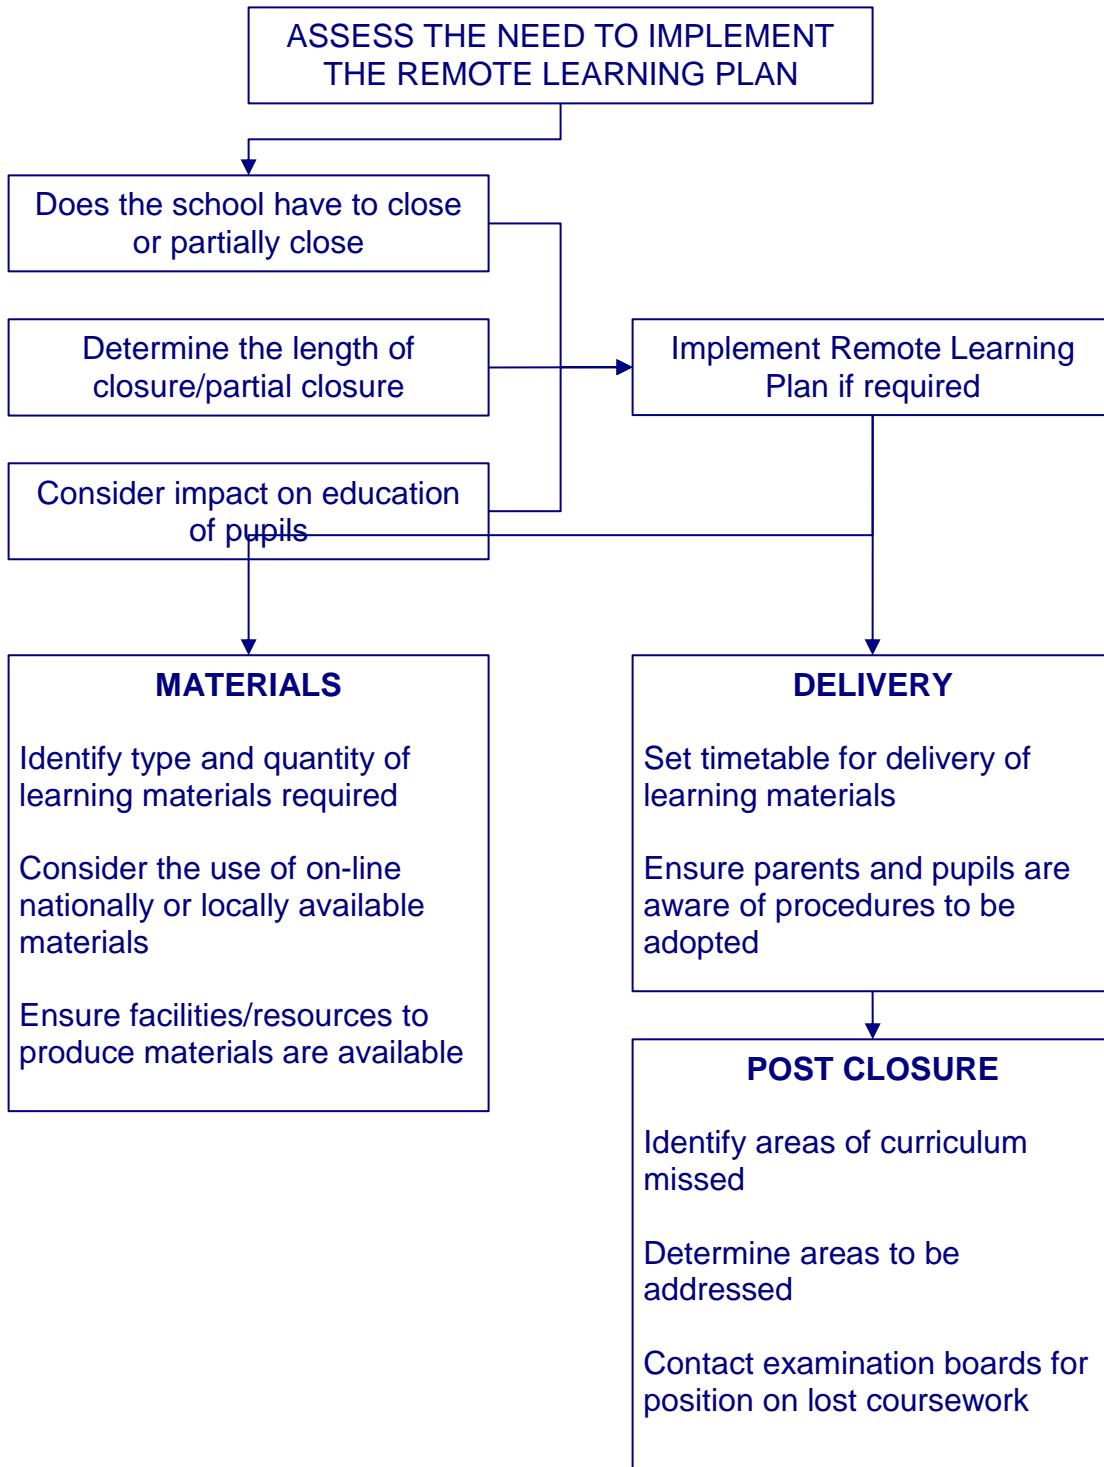 ASSESS THE NEED TO IMPLEMENT
THE REMOTE LEARNING PLAN
Does the school have to close
or partially close
Determine the length of
closure/partial closure
Implement Remote Learning
Plan if required
Consider impact on education
of pupils
MATERIALS
Identify type and quantity of
learning materials required
Consider the use of on-line
nationally or locally available
materials
Ensure facilities/resources to
produce materials are available
DELIVERY
Set timetable for delivery of
learning materials
Ensure parents and pupils are
aware of procedures to be
adopted
POST CLOSURE
Identify areas of curriculum
missed
Determine areas to be
addressed
Contact examination boards for
position on lost coursework